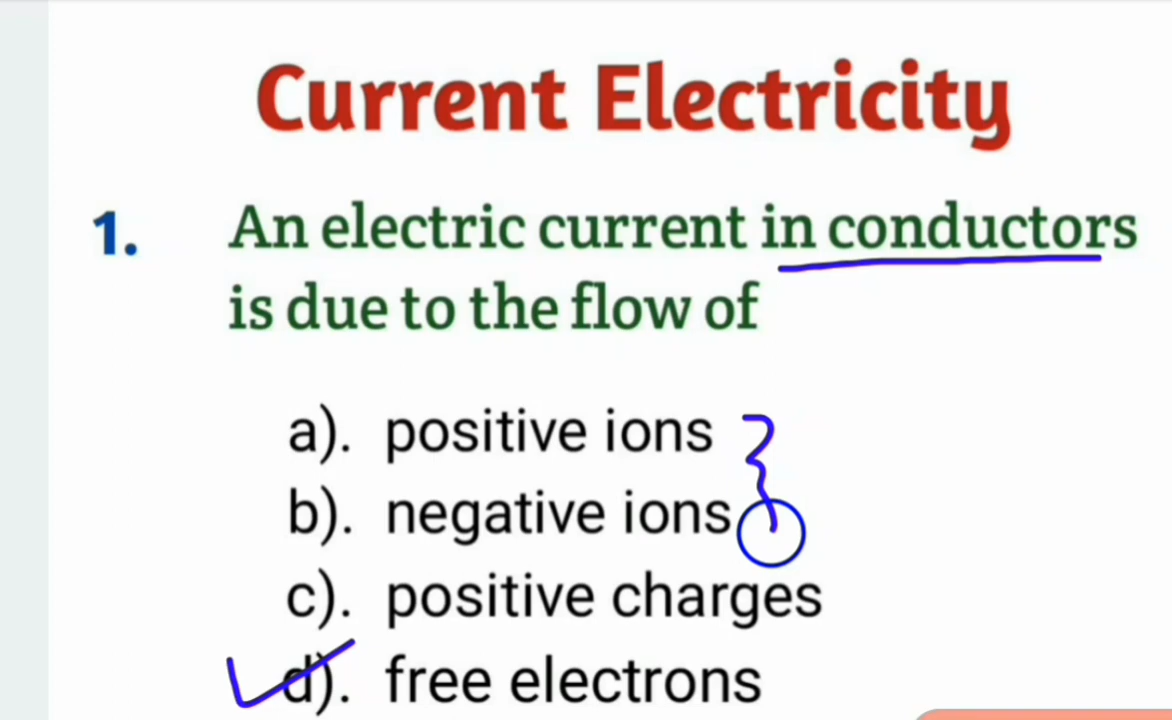 Current Electricity
1. An electric current in conductors
is due to the flow of
a). positive ions
b). negative ions
c). positive charges
d). free electrons